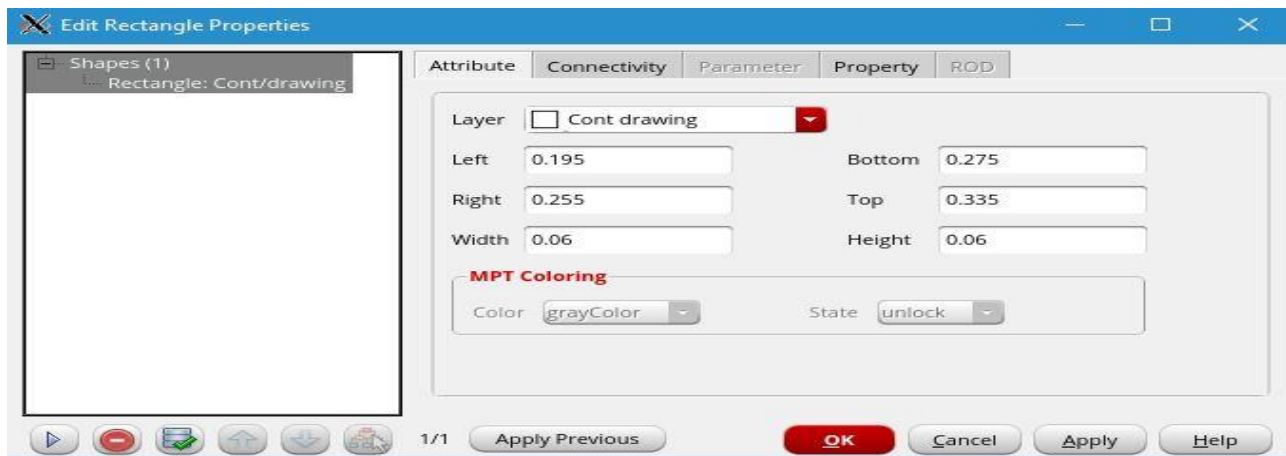 Edit Rectangle Properties
Shapes (1)
Rectangle: Cont/drawing
Attribute Connectivity Parameter Property ROD
Layer Cont drawing
Left 0.195 Bottom 0.275
Right 0.255 Top 0.335
Width 0.06 Height 0.06
MPT Coloring
Color grayColor State unlock
1/1 Apply Previous OK Cancel Apply Help